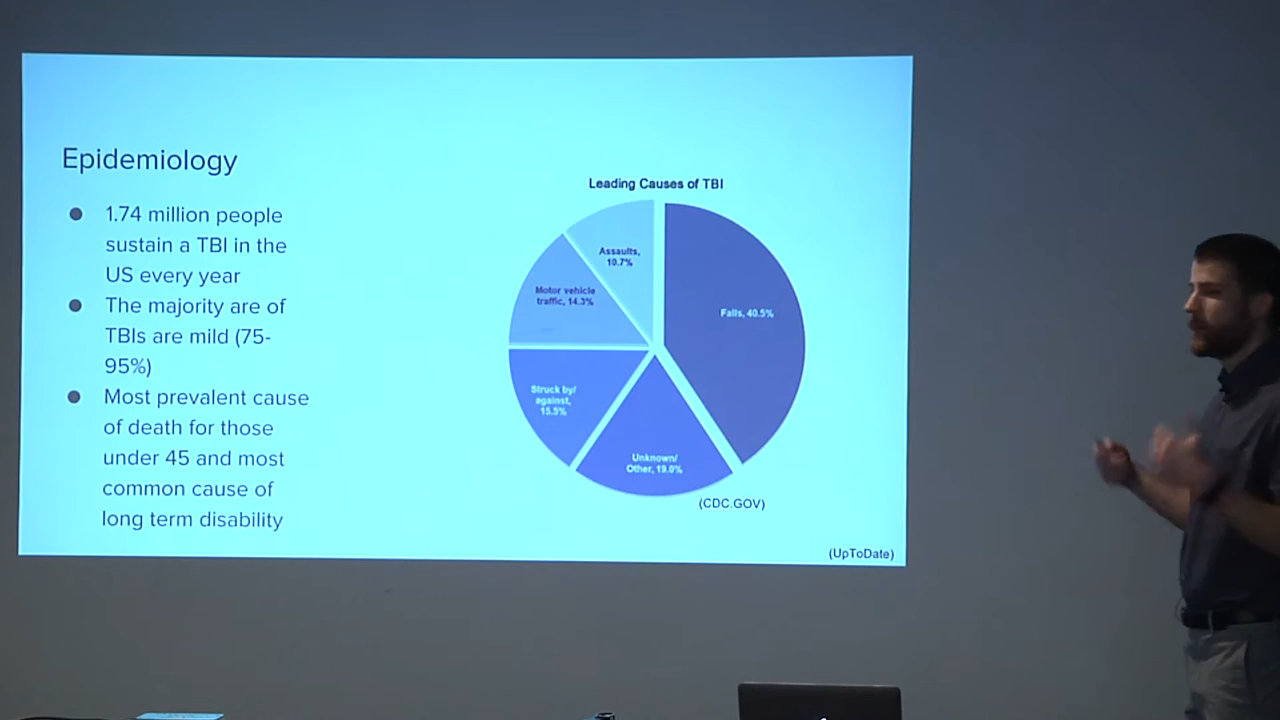 Epidemiology
● 1.74 million people
sustain a TBI in the
US every year
● The majority are of
TBIs are mild (75-
95%)
● Most prevalent cause
of death for those
under 45 and most
common cause of
long term disability
Leading Causes of TBI
Assaults,
10.7%
Motor vehicle
traffic, 14.3%
Falls, 40.5%
Struck by/
against,
15.5%
Unknown/
Other, 19.0%
(CDC.GOV)
(UpToDate)